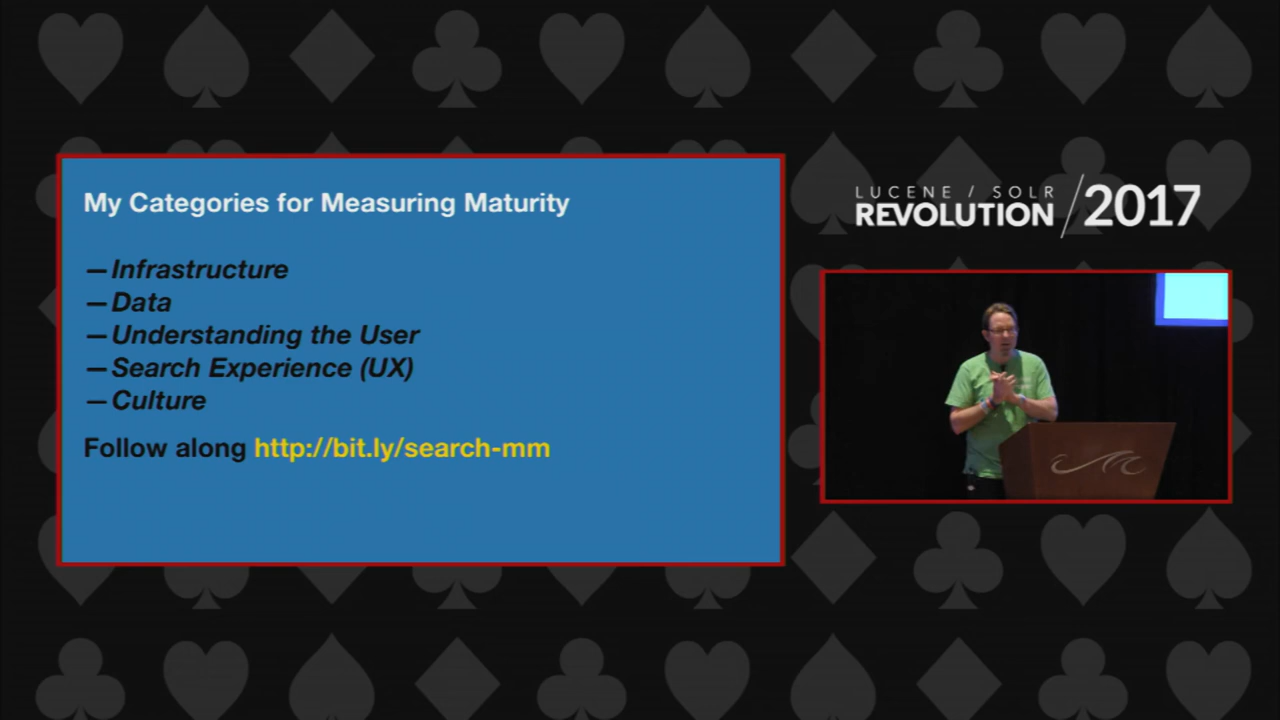 My Categories for Measuring Maturity
—Infrastructure
—Data
—Understanding the User
—Search Experience (UX)
—Culture
Follow along http://bit.ly/search-mm
LUCENE / SOLR
REVOLUTION /2017